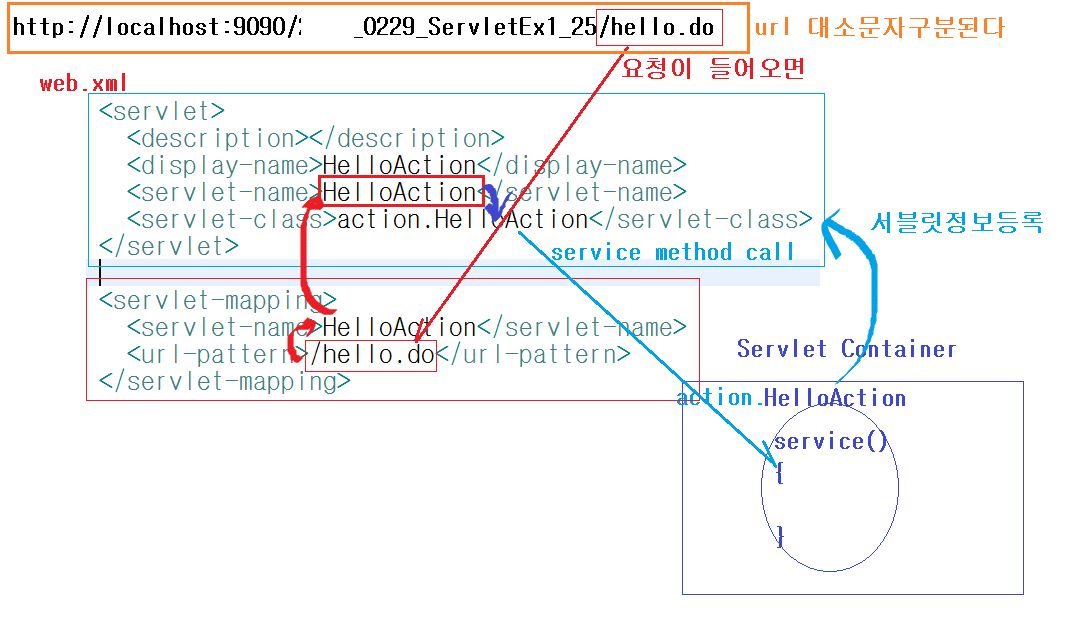 http://localhost:9090/ _0229_ServletEx1_25/hello.do url 대소문자구분된다
요청이 들어오면
web.xml
<servlet>
<description></description>
<display-name>HelloAction</display-name>
<servlet-name>HelloAction</servlet-name>
<servlet-class>action.HelloAction</servlet-class>
서블릿정보등록
</servlet>
service method call
<servlet-mapping>
<servlet-name>HelloAction</servlet-name>
<url-pattern>/hello.do</url-pattern>
</servlet-mapping>
Servlet Container
action.HelloAction
service()
{
}